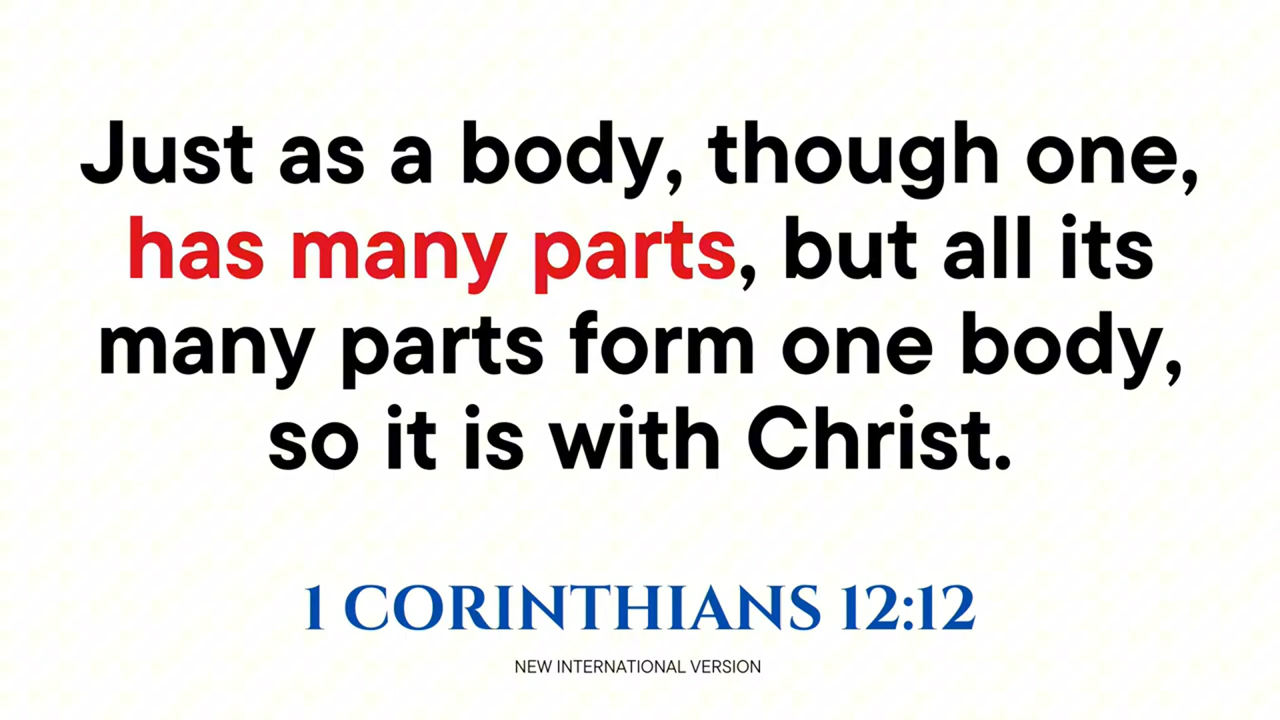 Just as a body, though one,
has many parts, but all its
many parts form one body,
so it is with Christ.
1 CORINTHIANS 12:12
NEW INTERNATIONAL VERSION